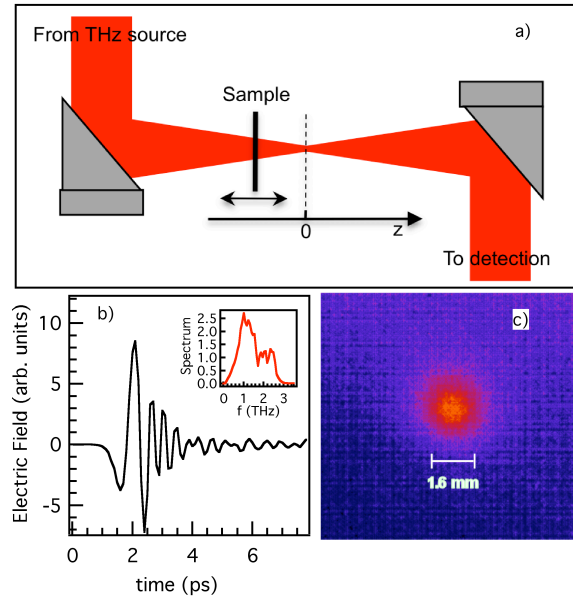 From THz source
a)
Sample
0
z
To detection
b)
c)
Electric Field (arb. units)
10
5
0
-5
0
2
4
6
time (ps)
Spectrum
2.5
2.0
1.5
1.0
0.5
0.0
0
1
2
3
f (THz)
1.6 mm